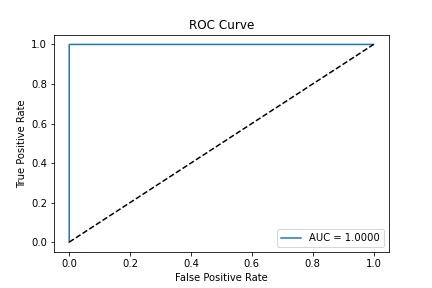 ROC Curve
True Positive Rate
1.0
0.8
0.6
0.4
0.2
0.0
AUC = 1.0000
0.0 0.2 0.4 0.6 0.8 1.0
False Positive Rate